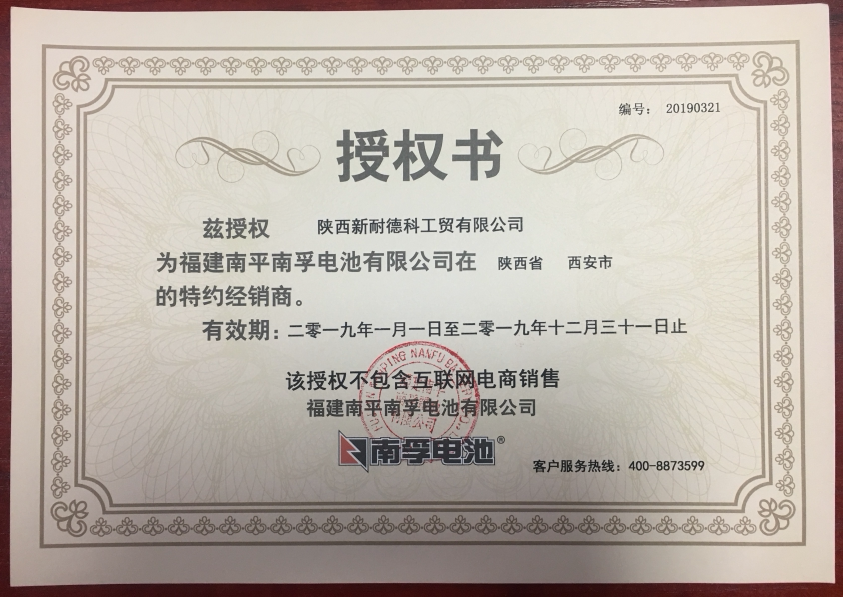 编号： 20190321
授权书
兹授权 陕西新耐德科工贸有限公司
为福建南平南孚电池有限公司在 陕西省 西安市
的特约经销商。
有效期：二零一九年一月一日至二零一九年十二月三十一日止
该授权不包含互联网电商销售
福建南平南孚电池有限公司
南孚电池®
客户服务热线：400-8873599